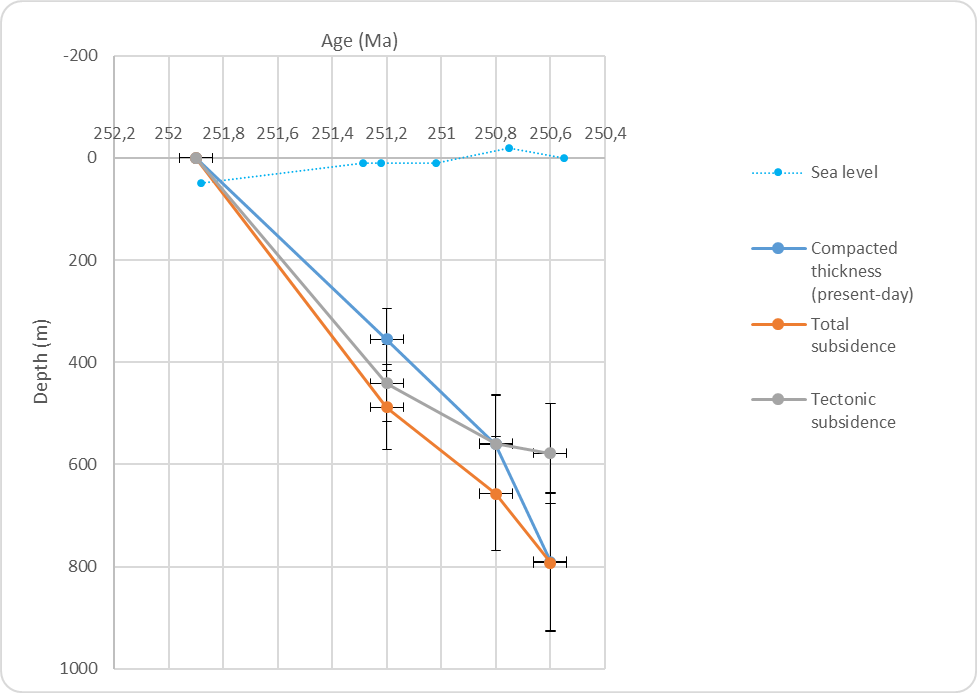 Age (Ma)
-200
252,2 252 251,8 251,6 251,4 251,2 251 250,8 250,6 250,4
0
200
400
600
800
1000
Depth (m)
Sea level
Compacted
thickness
(present-day)
Total
subsidence
Tectonic
subsidence